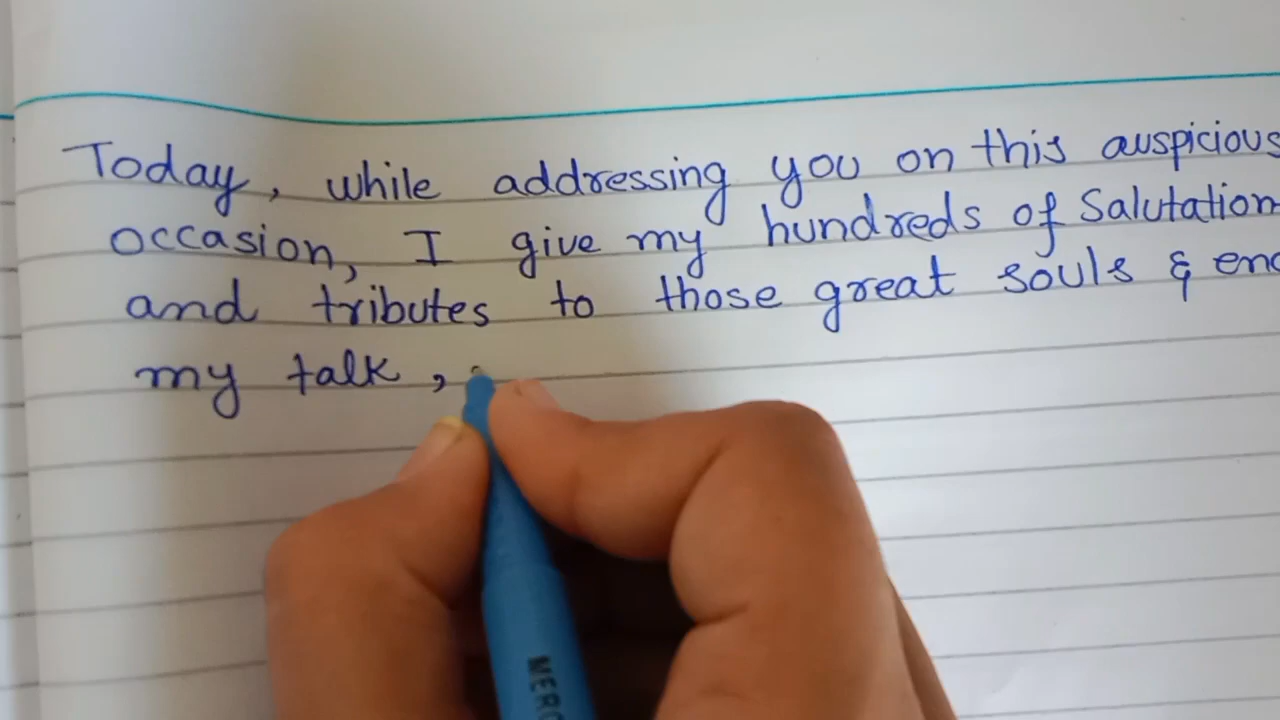 Today, while addressing you on this auspicious
occasion, I give my hundreds of Salutation
and tributes to those great souls & end
my talk,
MERC